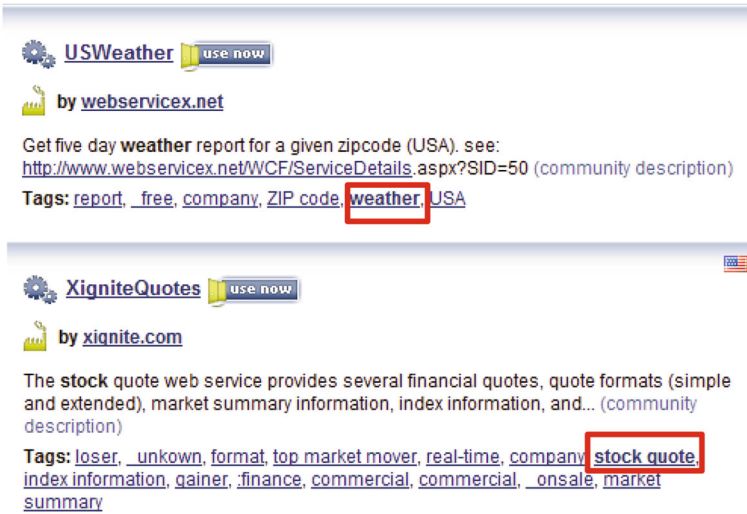 USWeather use now
by webservicex.net
Get five day weather report for a given zipcode (USA). see:
http://www.webservicex.net/WCF/ServiceDetails.aspx?SID=50 (community description)
Tags: report, _free, company, ZIP code, weather, USA
XigniteQuotes use now
by xignite.com
The stock quote web service provides several financial quotes, quote formats (simple
and extended), market summary information, index information, and... (community
description)
Tags: loser, _unkown, format, top market mover, real-time, company, stock quote,
index information, gainer, :finance, commercial, commercial, _onsale, market
summary